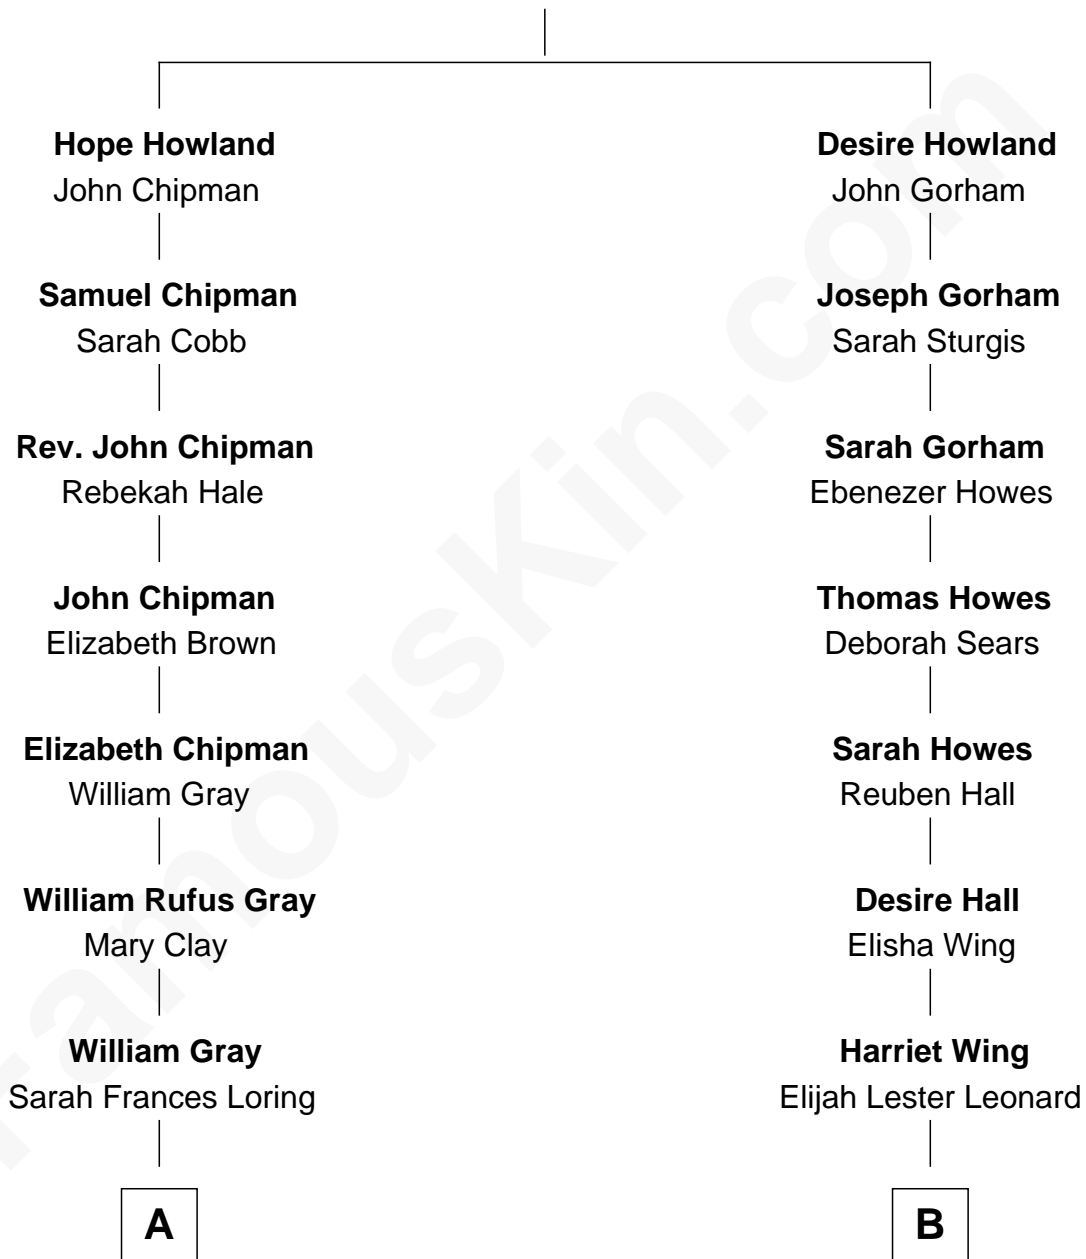 Hope Howland
John Chipman
Desire Howland
John Gorham
Samuel Chipman
Sarah Cobb
Joseph Gorham
Sarah Sturgis
Rev. John Chipman
Rebekah Hale
Sarah Gorham
Ebenezer Howes
John Chipman
Elizabeth Brown
Thomas Howes
Deborah Sears
Elizabeth Chipman
William Gray
Sarah Howes
Reuben Hall
William Rufus Gray
Mary Clay
Desire Hall
Elisha Wing
William Gray
Sarah Frances Loring
Harriet Wing
Elijah Lester Leonard
A
B
FamousKin.com